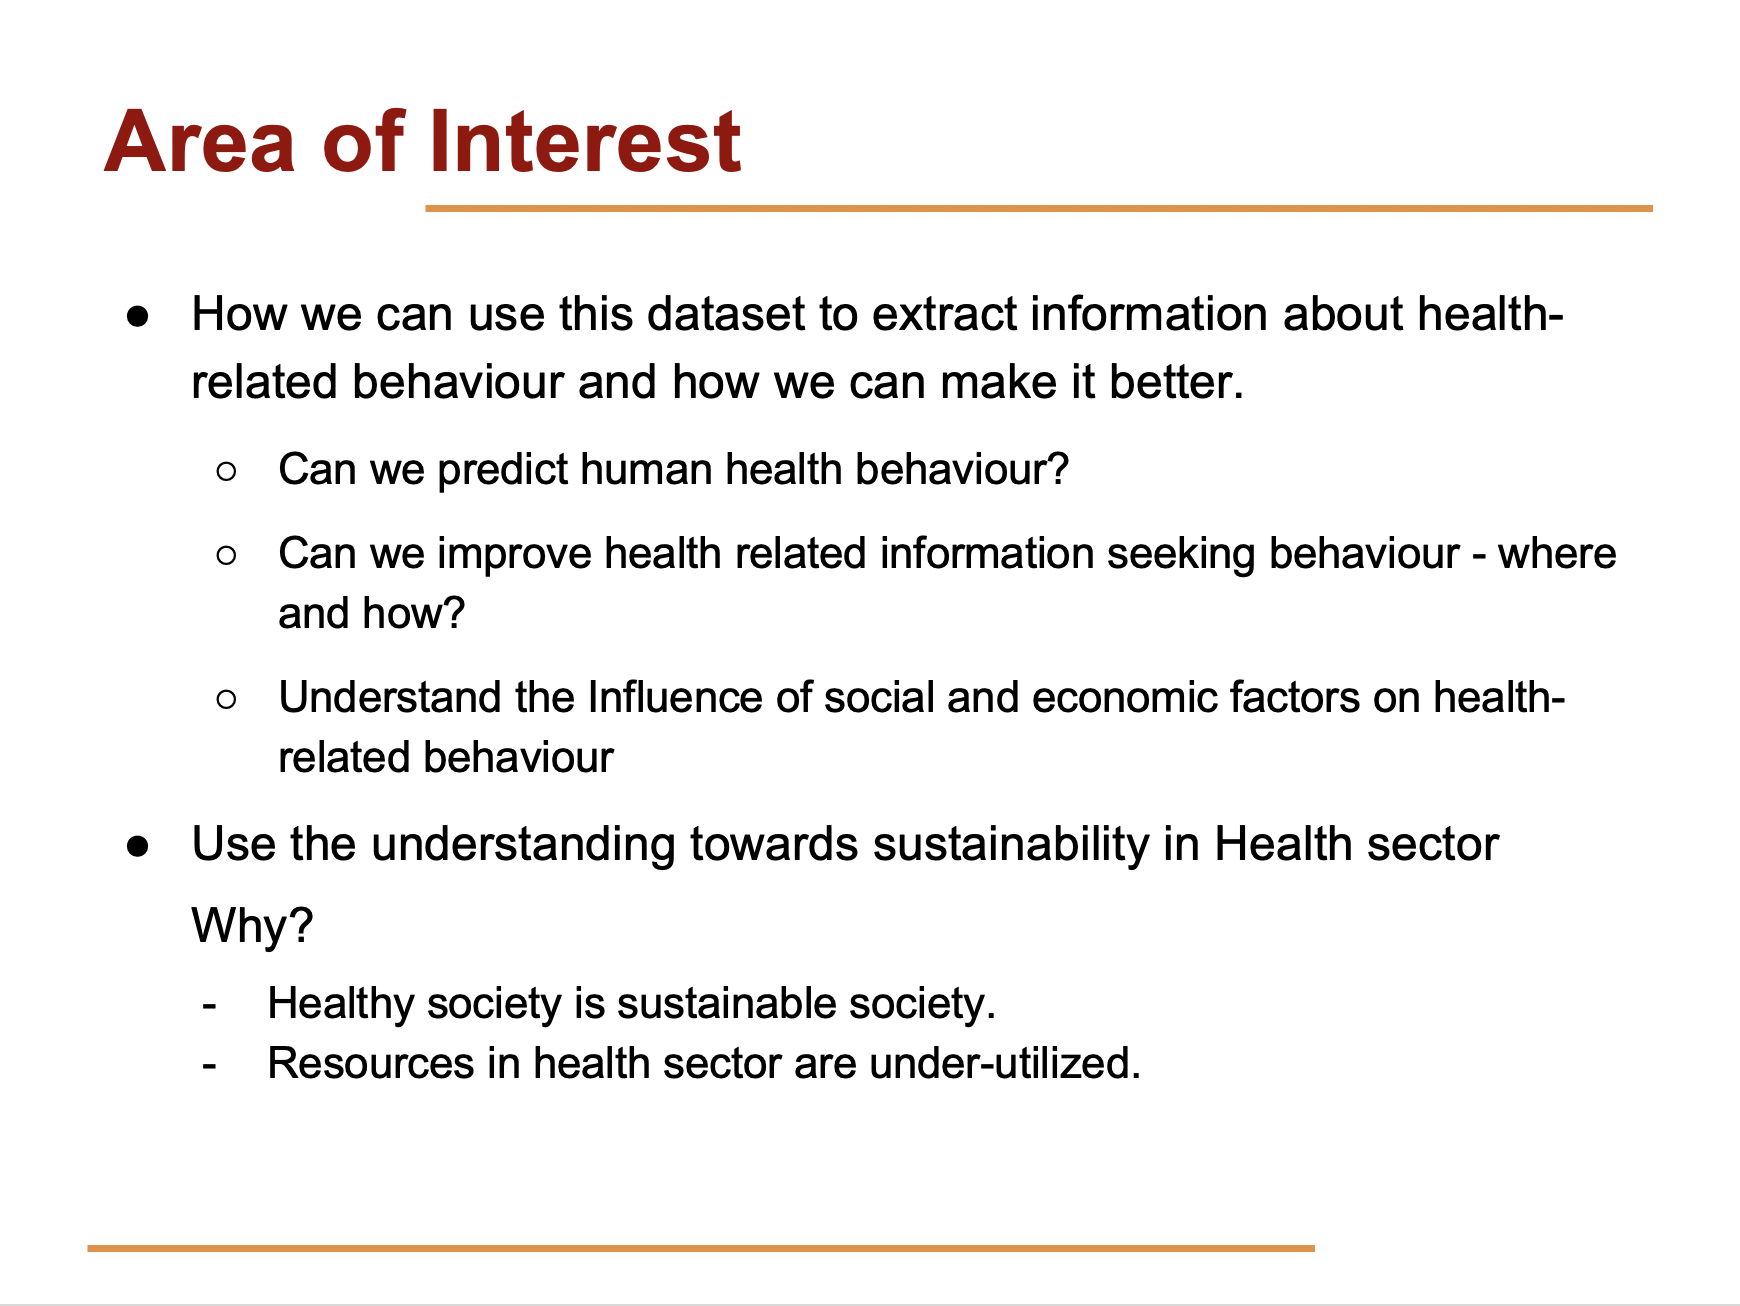 Area of Interest
● How we can use this dataset to extract information about health-
related behaviour and how we can make it better.
○ Can we predict human health behaviour?
○ Can we improve health related information seeking behaviour - where
and how?
○ Understand the Influence of social and economic factors on health-
related behaviour
● Use the understanding towards sustainability in Health sector
Why?
- Healthy society is sustainable society.
- Resources in health sector are under-utilized.